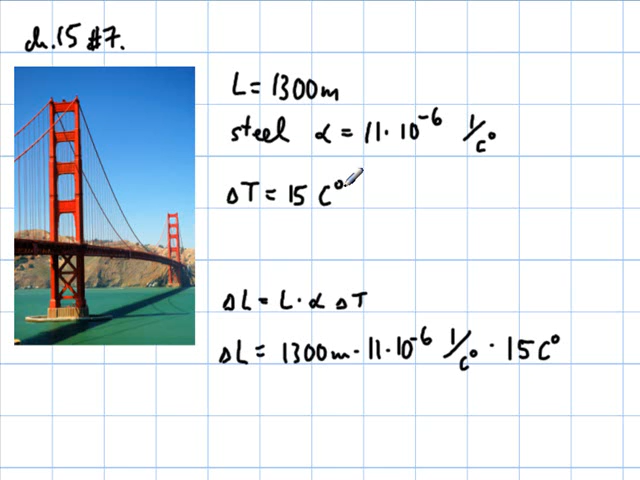 ch.15 #7.
L = 1300m
steel α = 11 · 10⁻⁶ 1/C°
ΔT = 15 C°
ΔL = L · α ΔT
ΔL = 1300m · 11 · 10⁻⁶ 1/C° · 15 C°